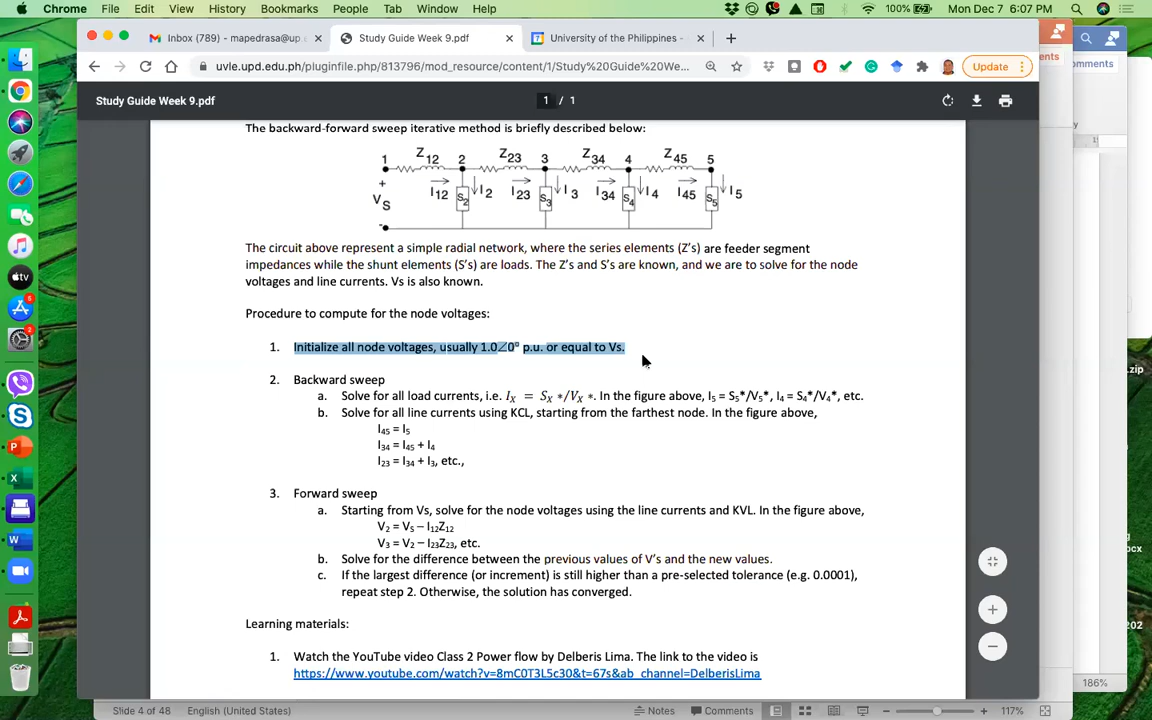 Chrome File Edit View History Bookmarks People Tab Window Help 100% Mon Dec 7 6:07 PM
Inbox (789) - mapedrasa@up. Study Guide Week 9.pdf University of the Philippines -
uvle.upd.edu.ph/pluginfile.php/813796/mod_resource/content/1/Study%20Guide%20We... Update
Study Guide Week 9.pdf 1 / 1
The backward-forward sweep iterative method is briefly described below:
1 Z12 2 Z23 3 Z34 4 Z45 5
+ VS - I12 S2 I2 I23 S3 I3 I34 S4 I4 I45 S5 I5
The circuit above represent a simple radial network, where the series elements (Z's) are feeder segment
impedances while the shunt elements (S's) are loads. The Z's and S's are known, and we are to solve for the node
voltages and line currents. Vs is also known.
Procedure to compute for the node voltages:
1. Initialize all node voltages, usually 1.0∠0° p.u. or equal to Vs.
2. Backward sweep
a. Solve for all load currents, i.e. IX = SX */VX *. In the figure above, I5 = S5*/V5*, I4 = S4*/V4*, etc.
b. Solve for all line currents using KCL, starting from the farthest node. In the figure above,
I45 = I5
I34 = I45 + I4
I23 = I34 + I3, etc.,
3. Forward sweep
a. Starting from Vs, solve for the node voltages using the line currents and KVL. In the figure above,
V2 = VS – I12Z12
V3 = V2 – I23Z23, etc.
b. Solve for the difference between the previous values of V's and the new values.
c. If the largest difference (or increment) is still higher than a pre-selected tolerance (e.g. 0.0001),
repeat step 2. Otherwise, the solution has converged.
Learning materials:
1. Watch the YouTube video Class 2 Power flow by Delberis Lima. The link to the video is
https://www.youtube.com/watch?v=8mC0T3L5c30&t=67s&ab_channel=DelberisLima
Slide 4 of 48 English (United States) Notes Comments 117%
ents
omments
.zip
ocx
202
186%
tv
5
2